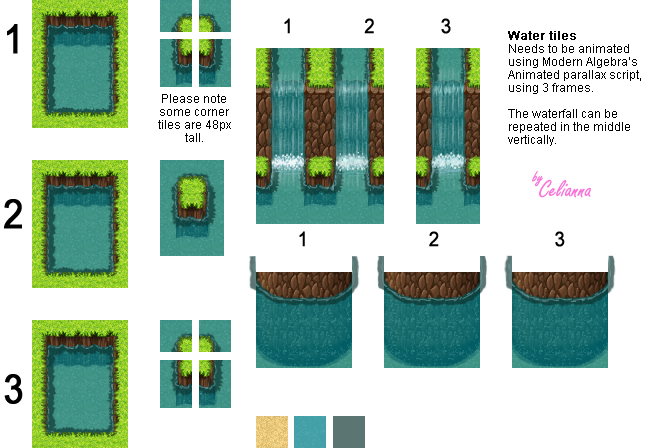 1
2
3
Please note
some corner
tiles are 48px
tall.
1
2
3
Water tiles
Needs to be animated
using Modern Algebra's
Animated parallax script,
using 3 frames.
The waterfall can be
repeated in the middle
vertically.
by
Celianna
1
2
3